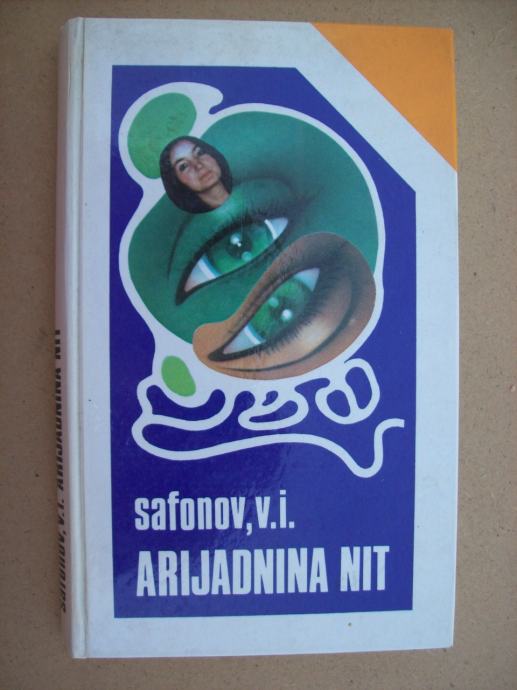 safonov, v.i.
ARIJADNINA NIT
safonov, v.i. ARIJADNINA NIT